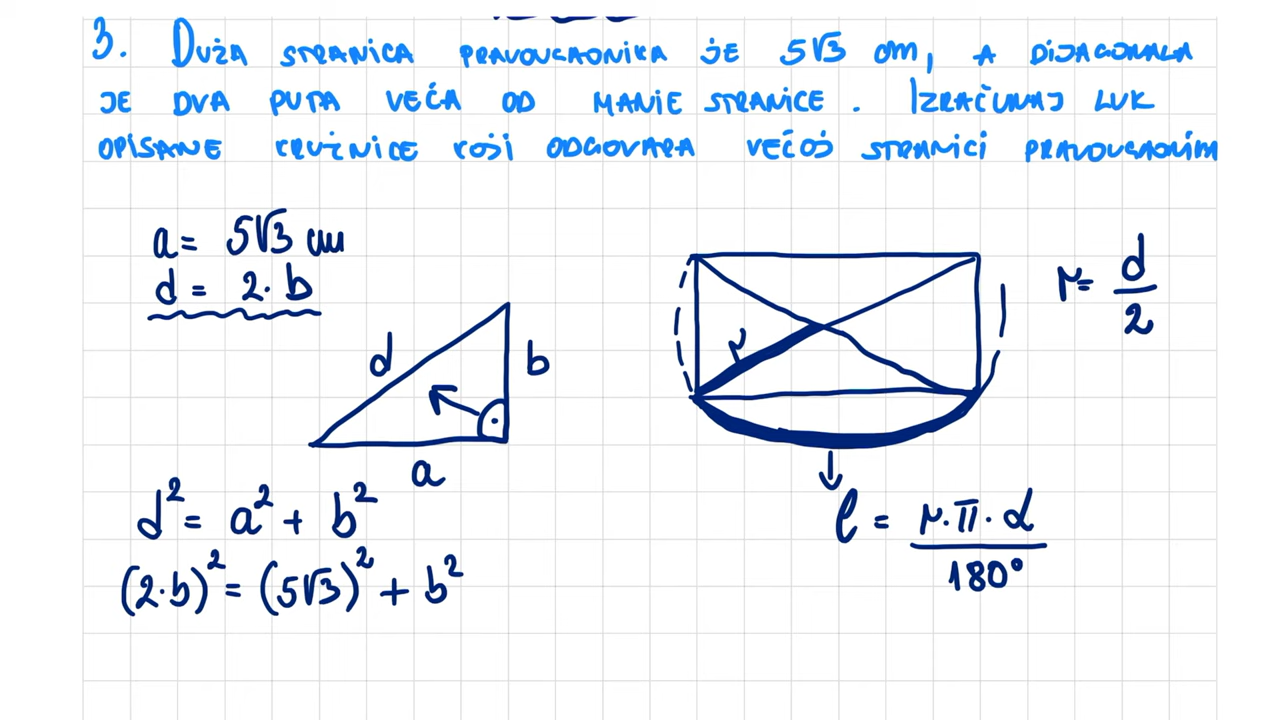 3. DUŽA STRANICA PRAVOUGAONIKA JE 5√3 cm, A DIJAGONALA
JE DVA PUTA VEĆA OD MANJE STRANICE. IZRAČUNAJ LUK
OPISANE KRUŽNICE KOJI ODGOVARA VEĆOJ STRANICI PRAVOUGAONIKA
a = 5√3 cm
d = 2·b
d
b
a
d² = a² + b²
(2·b)² = (5√3)² + b²
r
r = d/2
l = r·π·α/180°